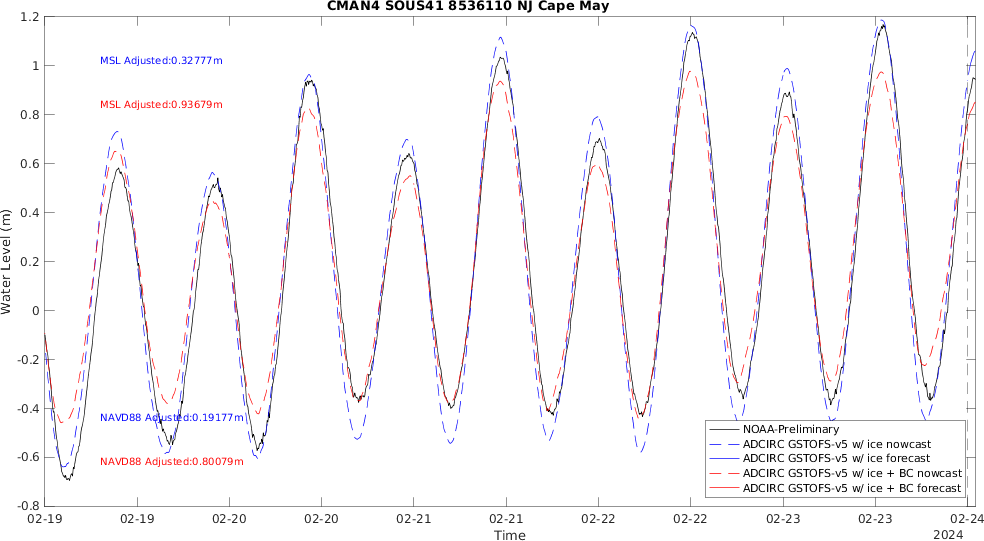 CMAN4 SOUS41 8536110 NJ Cape May
1.2
1
0.8
0.6
0.4
0.2
0
-0.2
-0.4
-0.6
-0.8
Water Level (m)
MSL Adjusted:0.32777m
MSL Adjusted:0.93679m
NAVD88 Adjusted:0.19177m
NAVD88 Adjusted:0.80079m
NOAA-Preliminary
ADCIRC GSTOFS-v5 w/ ice nowcast
ADCIRC GSTOFS-v5 w/ ice forecast
ADCIRC GSTOFS-v5 w/ ice + BC nowcast
ADCIRC GSTOFS-v5 w/ ice + BC forecast
02-19 02-19 02-20 02-20 02-21 02-21 02-22 02-22 02-23 02-23 02-24
Time
2024